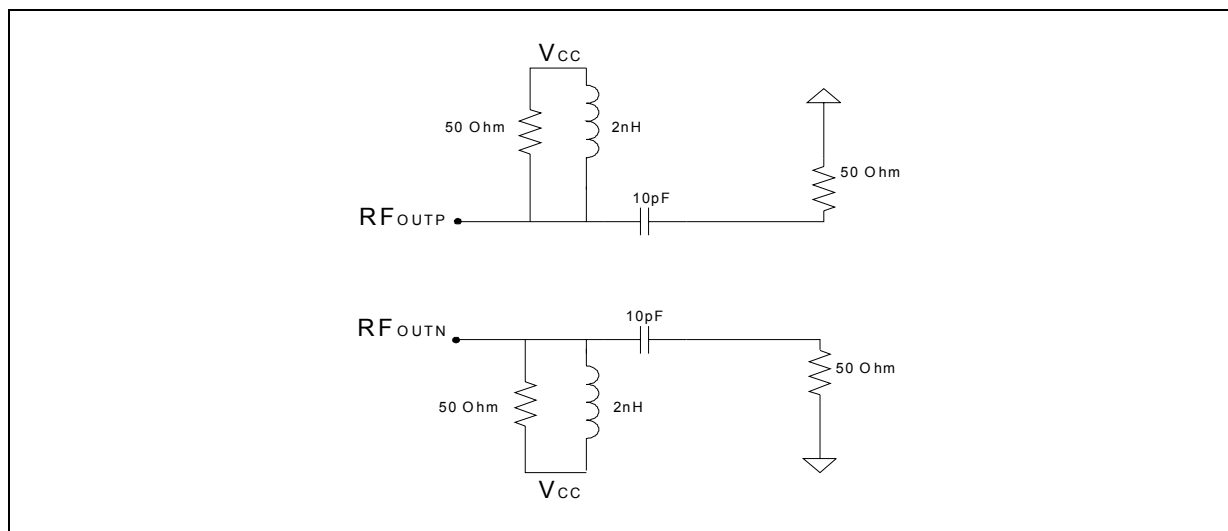 VCC
50 Ohm
2nH
50 Ohm
10pF
RFOUTP
10pF
RFOUTN
50 Ohm
50 Ohm
2nH
VCC